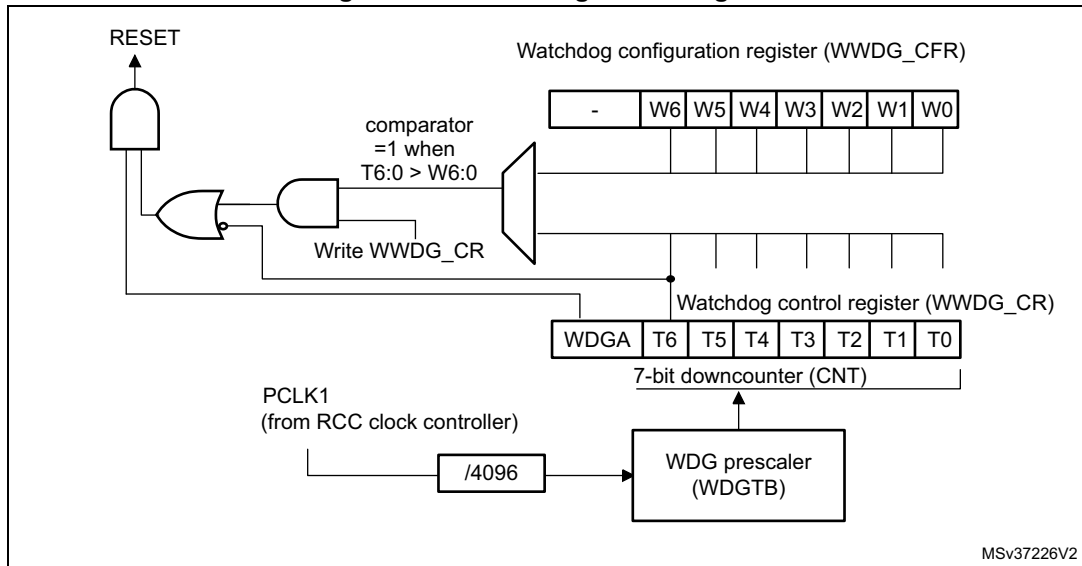 RESET
Watchdog configuration register (WWDG_CFR)
- W6 W5 W4 W3 W2 W1 W0
comparator
=1 when
T6:0 > W6:0
Write WWDG_CR
Watchdog control register (WWDG_CR)
WDGA T6 T5 T4 T3 T2 T1 T0
7-bit downcounter (CNT)
PCLK1
(from RCC clock controller)
/4096
WDG prescaler
(WDGTB)
MSv37226V2